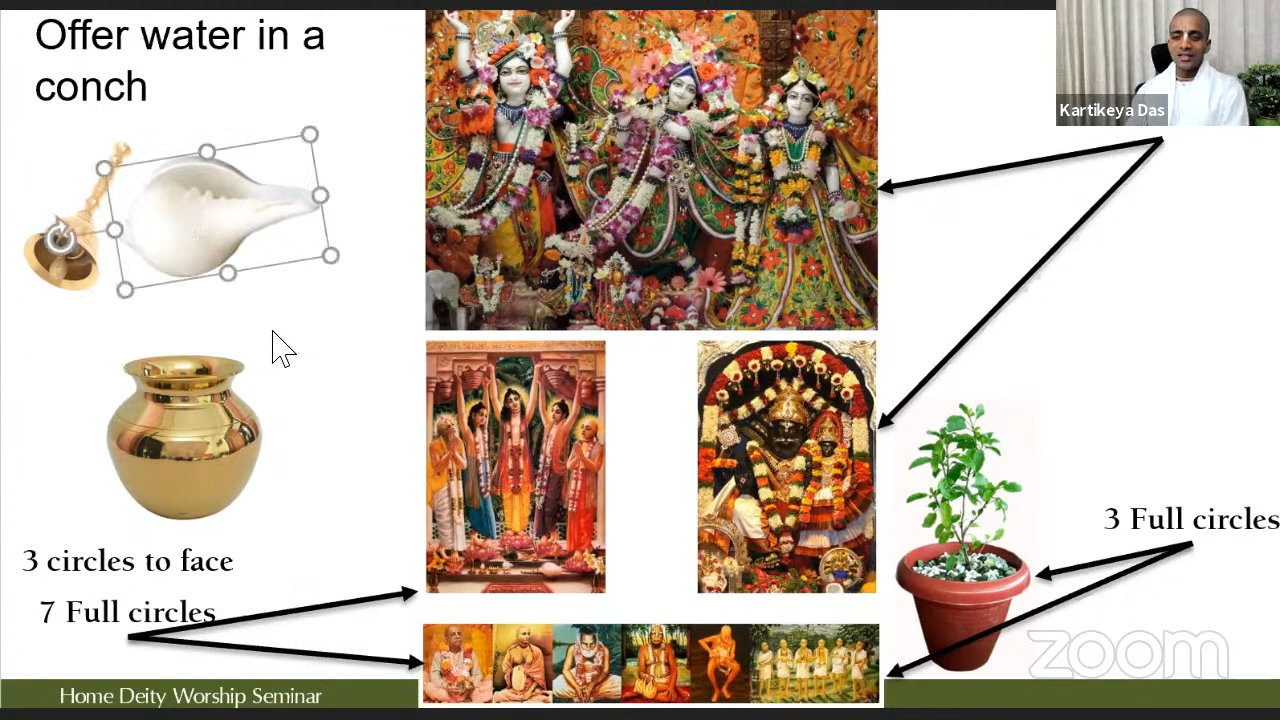 Offer water in a
conch
Kartikeya Das
3 Full circles
3 circles to face
7 Full circles
zoom
Home Deity Worship Seminar